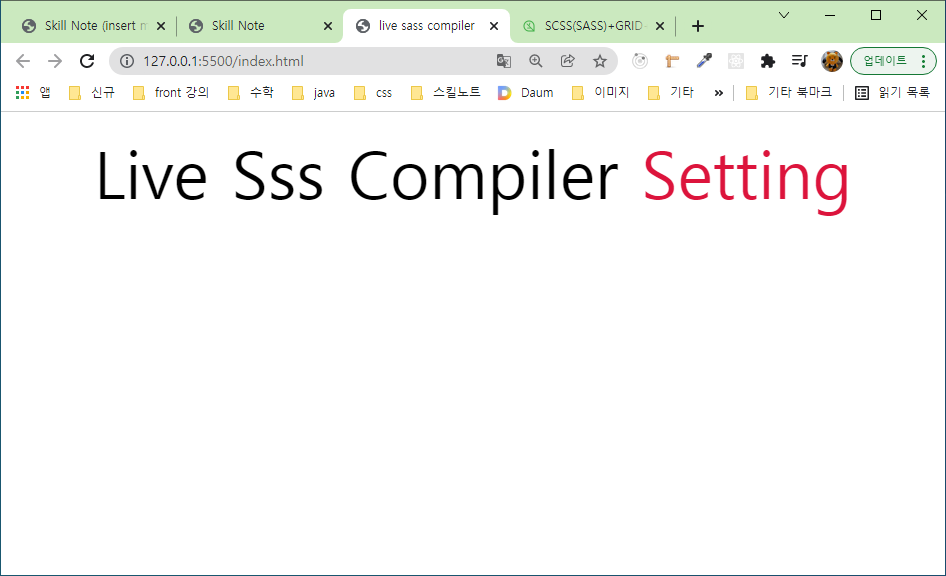 Skill Note (insert m
Skill Note
live sass compiler
SCSS(SASS)+GRID
127.0.0.1:5500/index.html
업데이트
앱 신규 front 강의 수학 java css 스킬노트 Daum 이미지 기타 » 기타 북마크 읽기 목록
Live Sss Compiler Setting